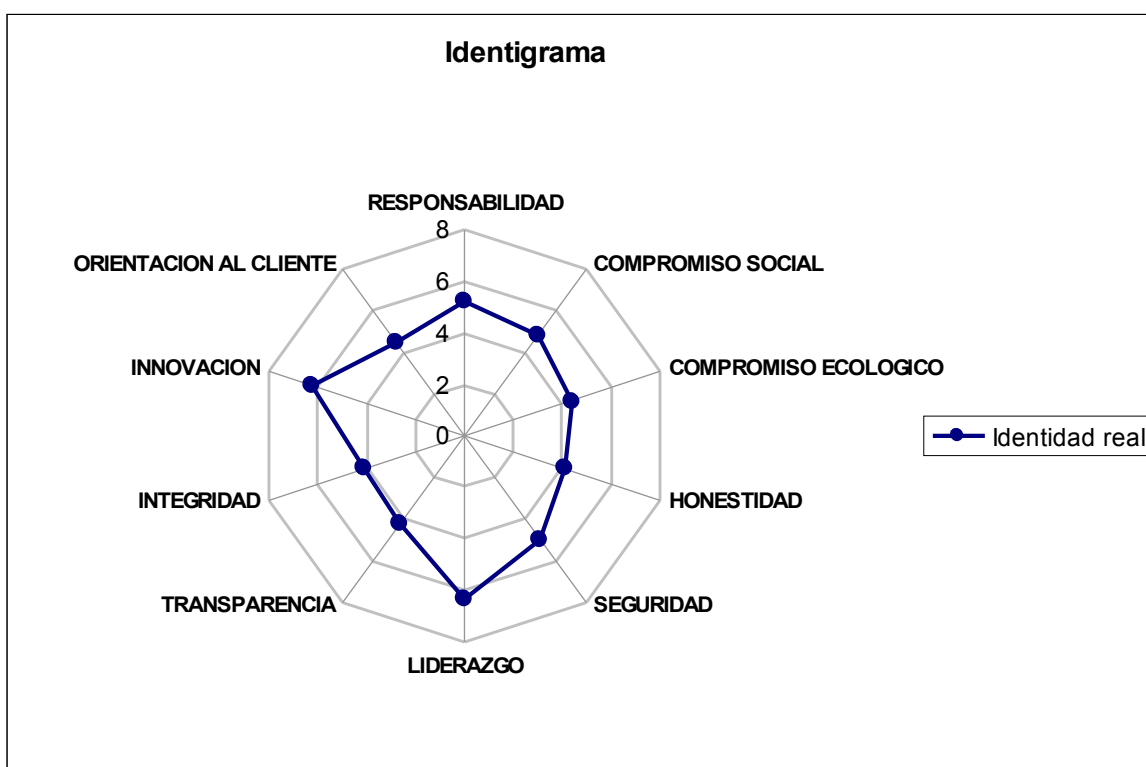 Identigrama
RESPONSABILIDAD
8
ORIENTACION AL CLIENTE
COMPROMISO SOCIAL
6
4
INNOVACION
COMPROMISO ECOLOGICO
2
0
Identidad real
INTEGRIDAD
HONESTIDAD
TRANSPARENCIA
SEGURIDAD
LIDERAZGO